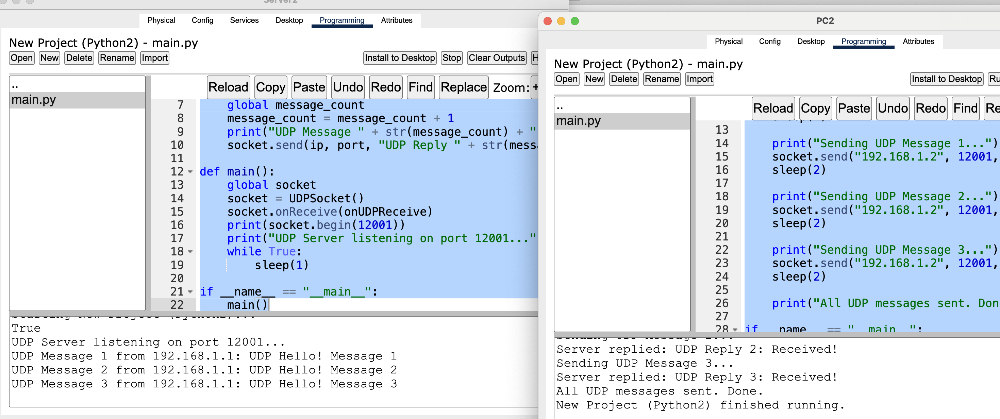 Server2
Physical Config Services Desktop Programming Attributes
New Project (Python2) - main.py
Open New Delete Rename Import Install to Desktop Stop Clear Outputs
..
main.py
Reload Copy Paste Undo Redo Find Replace Zoom: +
7 global message_count
8 message_count = message_count + 1
9 print("UDP Message " + str(message_count) + "
10 socket.send(ip, port, "UDP Reply " + str(mess
11
12 def main():
13 global socket
14 socket = UDPSocket()
15 socket.onReceive(onUDPReceive)
16 print(socket.begin(12001))
17 print("UDP Server listening on port 12001..."
18 while True:
19 sleep(1)
20
21 if __name__ == "__main__":
22 main()
Starting New Project (Python2)...
True
UDP Server listening on port 12001...
UDP Message 1 from 192.168.1.1: UDP Hello! Message 1
UDP Message 2 from 192.168.1.1: UDP Hello! Message 2
UDP Message 3 from 192.168.1.1: UDP Hello! Message 3
PC2
Physical Config Desktop Programming Attributes
New Project (Python2) - main.py
Open New Delete Rename Import Install to Desktop Ru
..
main.py
Reload Copy Paste Undo Redo Find Re
13
14 print("Sending UDP Message 1...")
15 socket.send("192.168.1.2", 12001,
16 sleep(2)
17
18 print("Sending UDP Message 2...")
19 socket.send("192.168.1.2", 12001,
20 sleep(2)
21
22 print("Sending UDP Message 3...")
23 socket.send("192.168.1.2", 12001,
24 sleep(2)
25
26 print("All UDP messages sent. Don
27
28 if __name__ == "__main__":
Sending UDP Message 2...
Server replied: UDP Reply 2: Received!
Sending UDP Message 3...
Server replied: UDP Reply 3: Received!
All UDP messages sent. Done.
New Project (Python2) finished running.